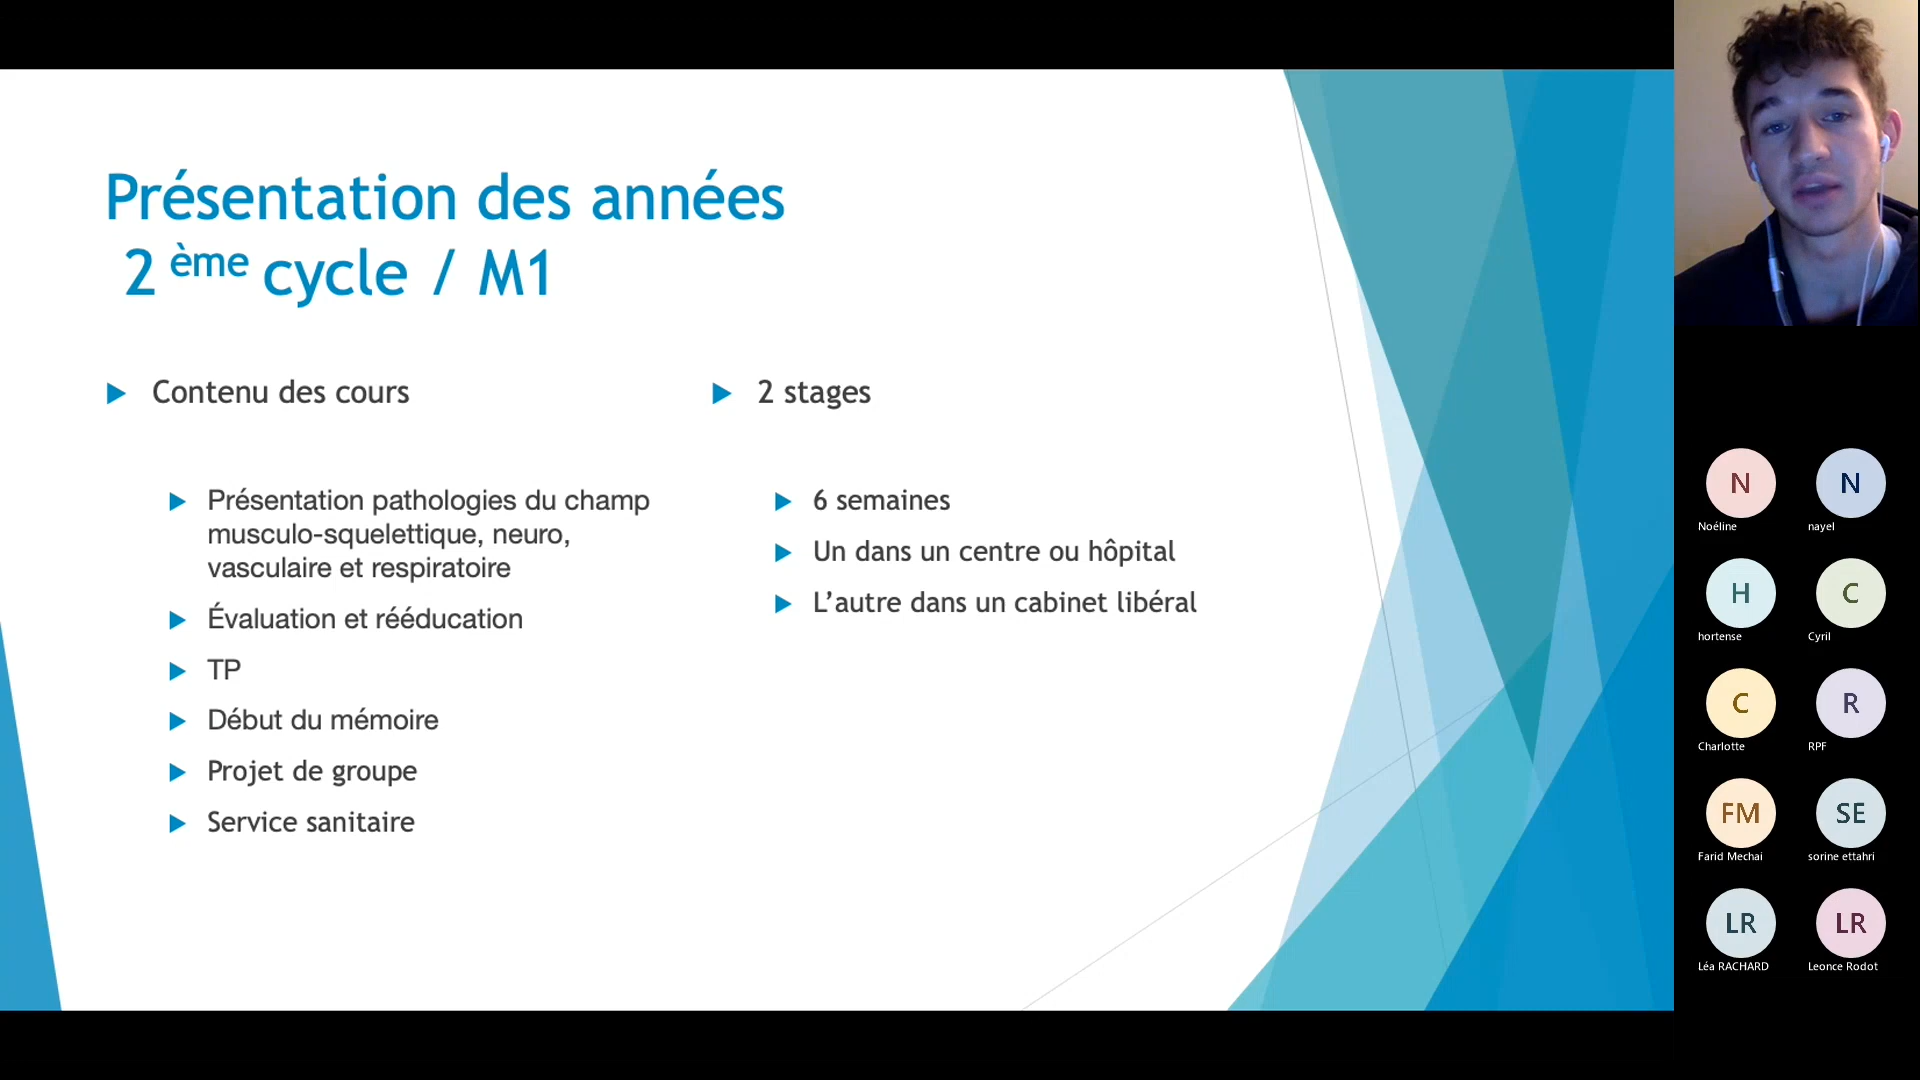 Présentation des années
2 ème cycle / M1
Contenu des cours
Présentation pathologies du champ
musculo-squelettique, neuro,
vasculaire et respiratoire
Évaluation et rééducation
TP
Début du mémoire
Projet de groupe
Service sanitaire
2 stages
6 semaines
Un dans un centre ou hôpital
L’autre dans un cabinet libéral
N
Noéline
N
nayel
H
hortense
C
Cyril
C
Charlotte
R
RPF
FM
Farid Mechai
SE
sorine ettahri
LR
Léa RACHARD
LR
Leonce Rodot